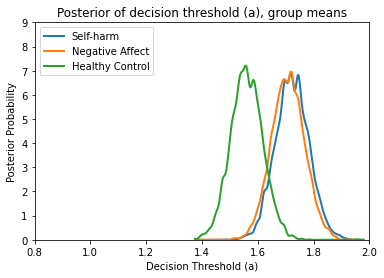 Posterior of decision threshold (a), group means
9
8
7
6
5
4
3
2
1
0
Posterior Probability
Self-harm
Negative Affect
Healthy Control
0.8 1.0 1.2 1.4 1.6 1.8 2.0
Decision Threshold (a)